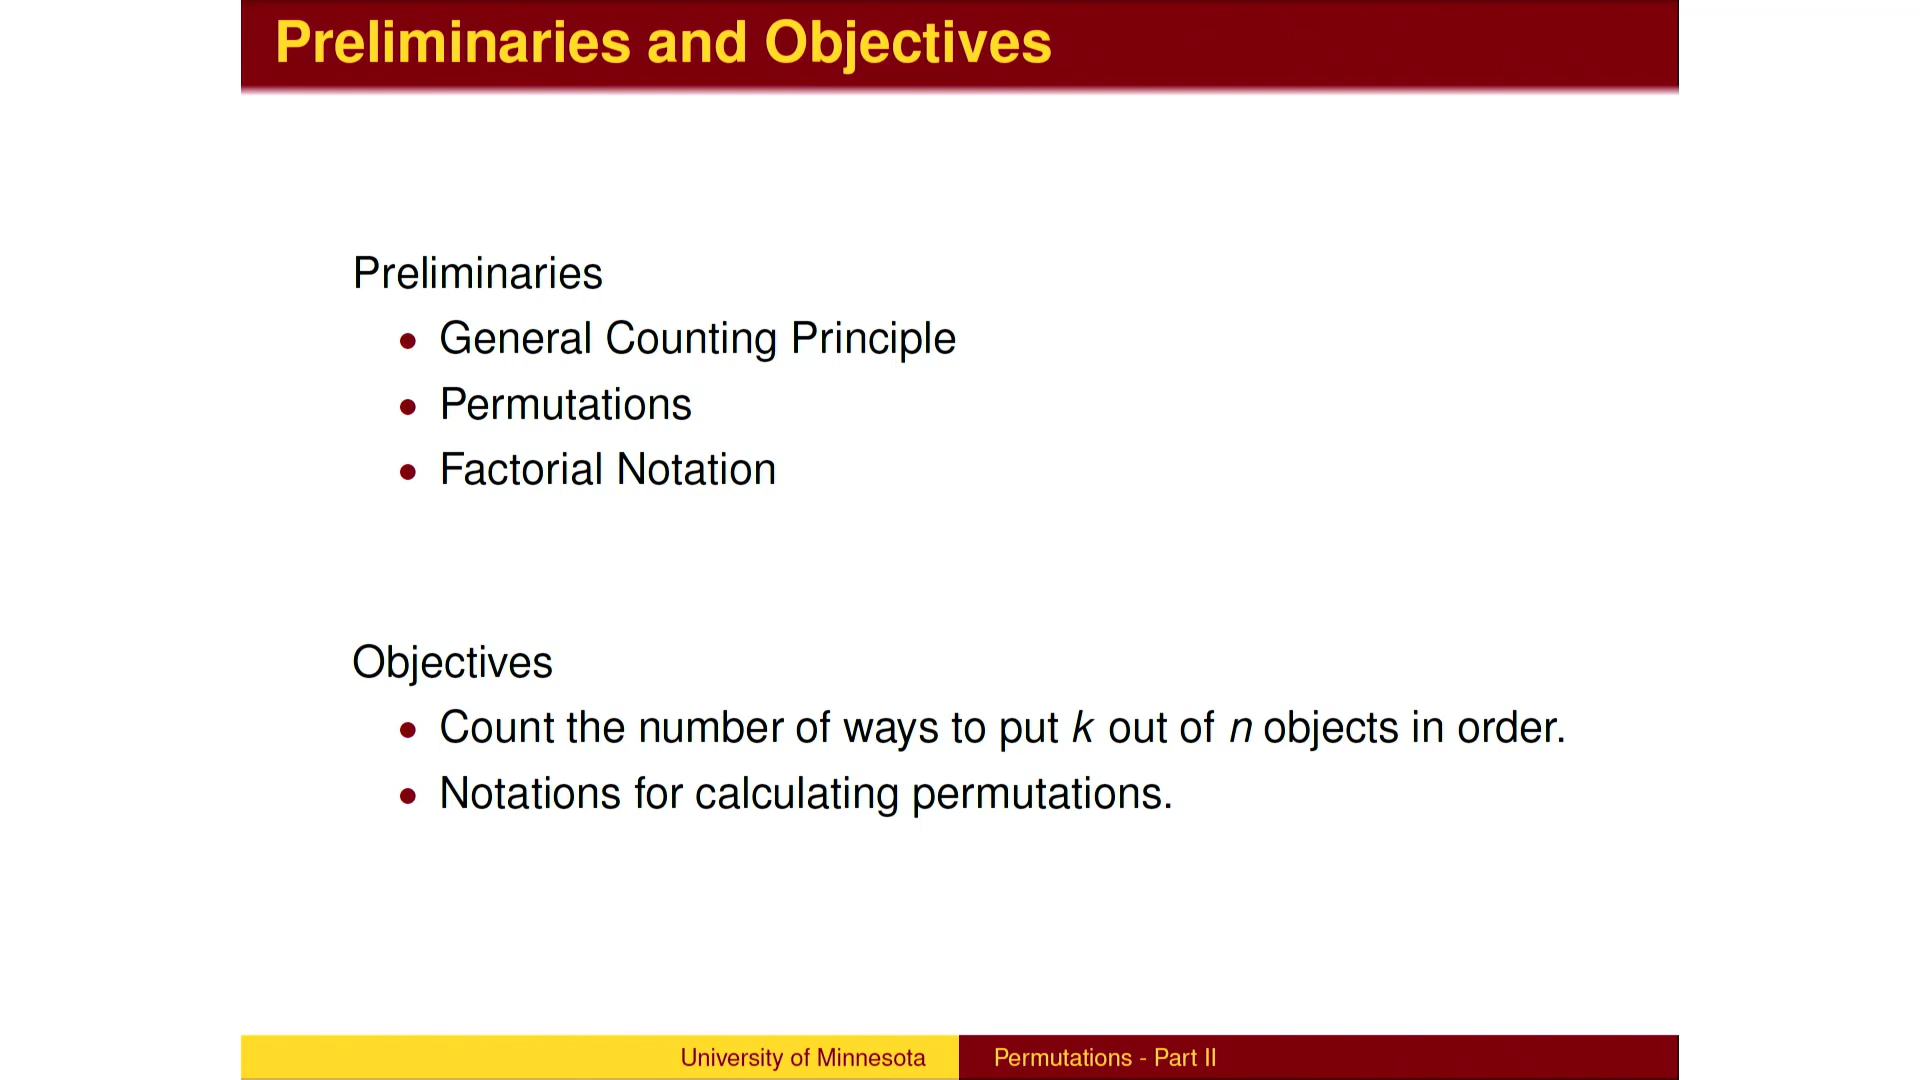 Preliminaries and Objectives
Preliminaries
• General Counting Principle
• Permutations
• Factorial Notation
Objectives
• Count the number of ways to put k out of n objects in order.
• Notations for calculating permutations.
University of Minnesota
Permutations - Part II